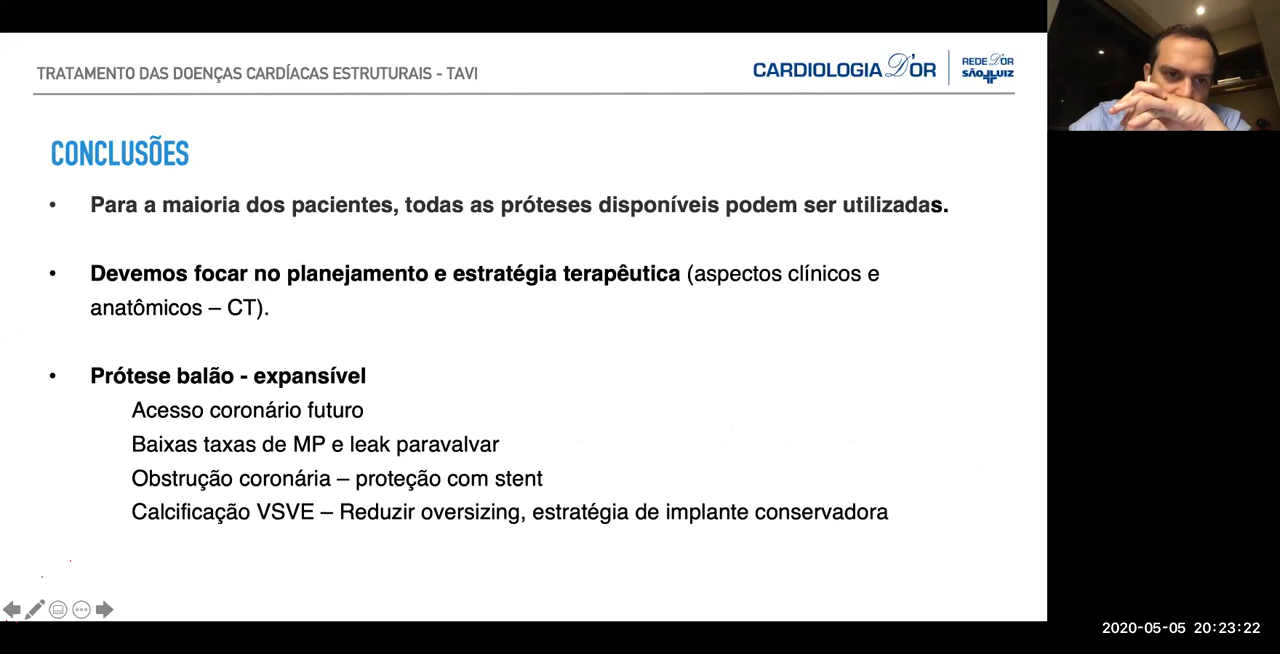 TRATAMENTO DAS DOENÇAS CARDÍACAS ESTRUTURAIS - TAVI
CARDIOLOGIA D'OR
REDE D'OR
SÃO LUIZ
CONCLUSÕES
• Para a maioria dos pacientes, todas as próteses disponíveis podem ser utilizadas.
• Devemos focar no planejamento e estratégia terapêutica (aspectos clínicos e
anatômicos – CT).
• Prótese balão - expansível
Acesso coronário futuro
Baixas taxas de MP e leak paravalvar
Obstrução coronária – proteção com stent
Calcificação VSVE – Reduzir oversizing, estratégia de implante conservadora
2020-05-05 20:23:22